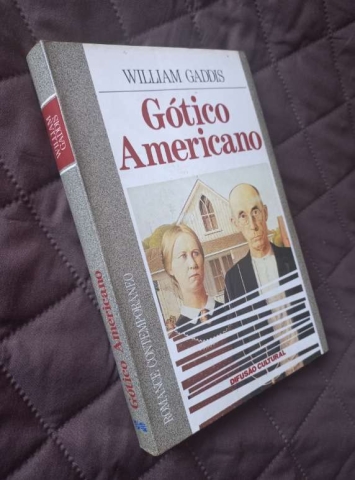 WILLIAM GADDIS
Gótico
Americano
ROMANCE CONTEMPORÂNEO
DIFUSÃO CULTURAL
WILLIAM
GADDIS
Gótico Americano